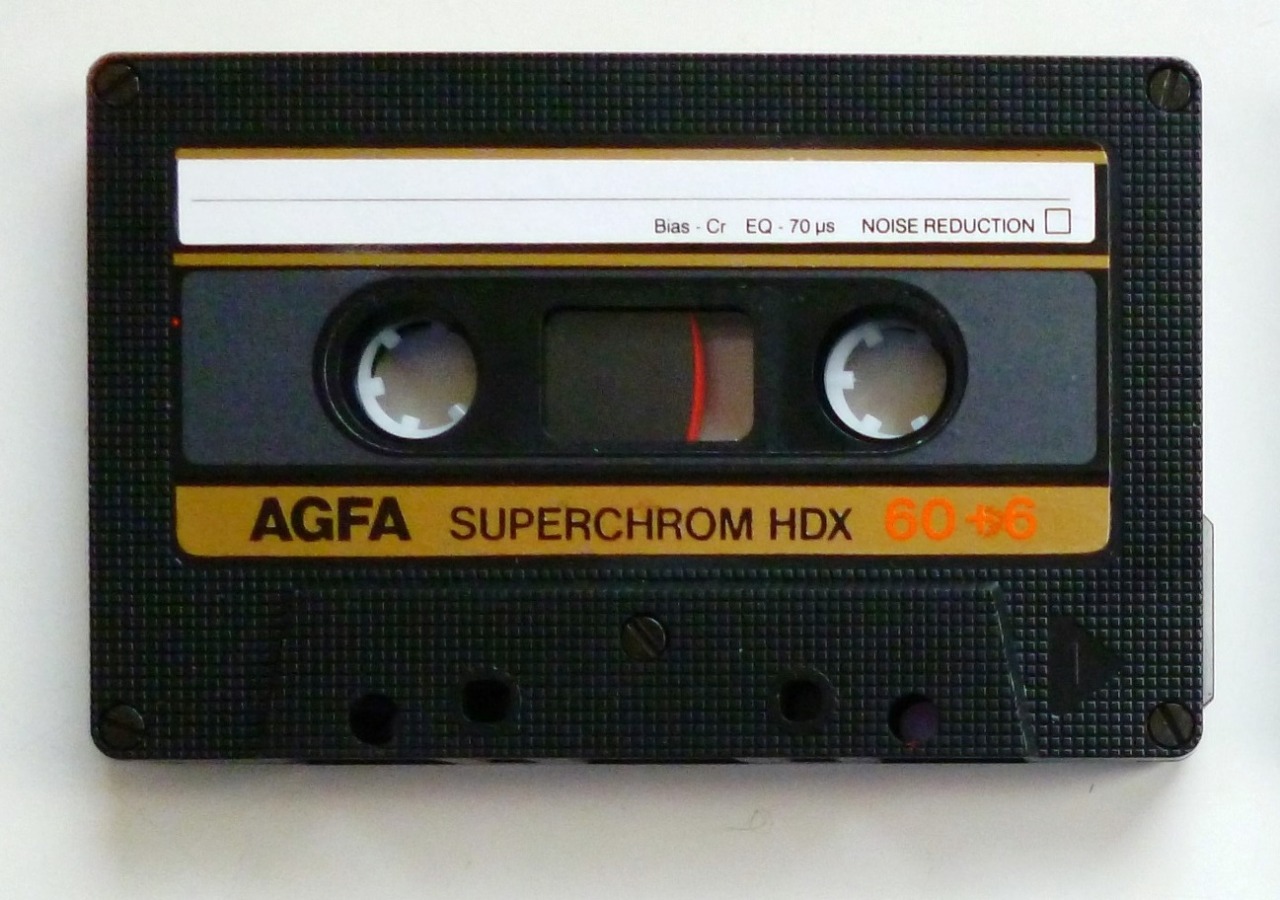 Bias - Cr EQ - 70 µs NOISE REDUCTION
AGFA SUPERCHROM HDX 60+6